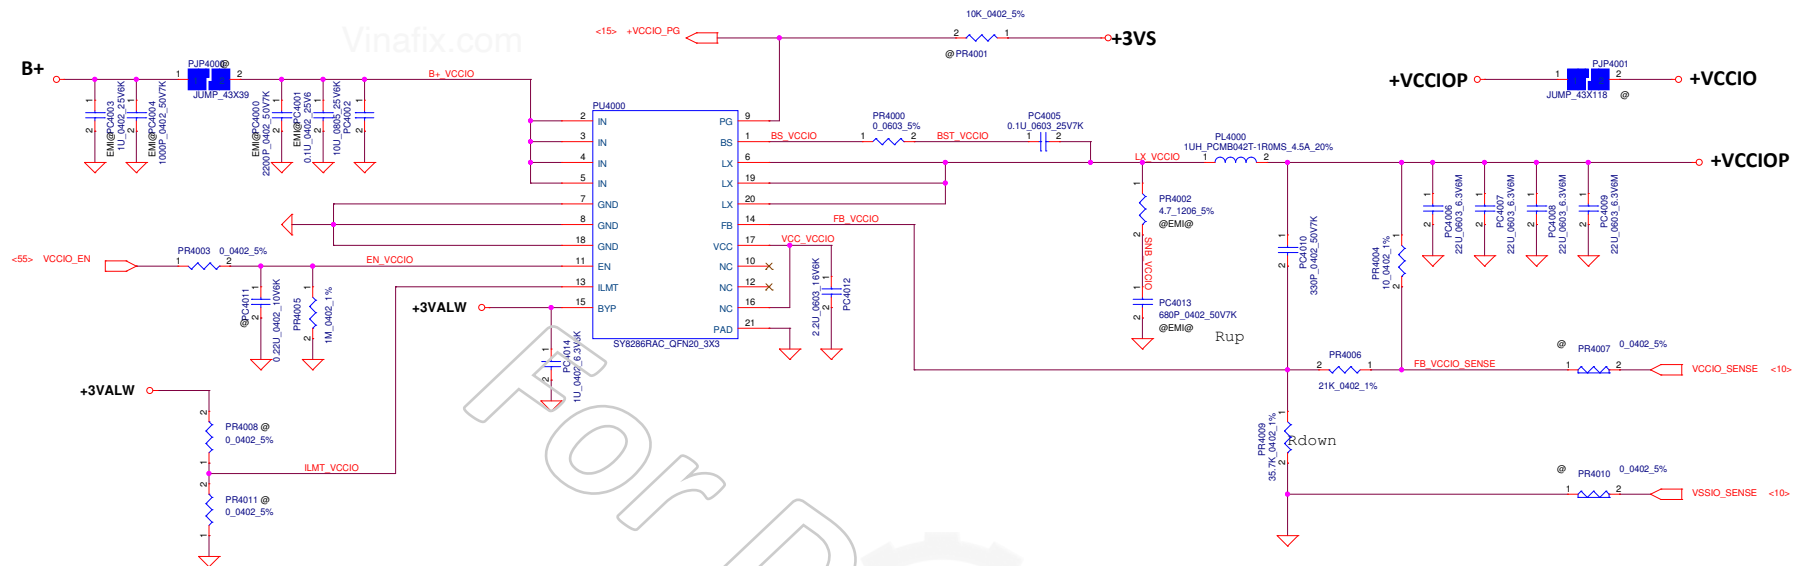 Vinafix.com
10K_0402_5%
<15> +VCCIO_PG
2 1
+3VS
@ PR4001
B+
1 PJP4000@ 2
JUMP_43X39
B+_VCCIO
+VCCIOP
1 PJP4001 2
+VCCIO
JUMP_43X118 @
EMI@PC4003
1U_0402_25V6K
EMI@PC4004
1000P_0402_50V7K
EMI@PC4000
2200P_0402_50V7K
EMI@PC4001
0.1U_0402_25V6
10U_0805_25V6K
PC4002
PU4000
2 IN
3 IN
4 IN
5 IN
7 GND
8 GND
18 GND
11 EN
13 ILMT
15 BYP
PG 9
BS 1
LX 6
LX 19
LX 20
FB 14
VCC 17
NC 10
NC 12
NC 16
PAD 21
SY8286RAC_QFN20_3X3
BS_VCCIO
PR4000
0_0603_5%
1 2
BST_VCCIO
PC4005
0.1U_0603_25V7K
1 2
LX_VCCIO
PL4000
1UH_PCMB042T-1R0MS_4.5A_20%
1 2
+VCCIOP
FB_VCCIO
VCC_VCCIO
1
PR4002
4.7_1206_5%
@EMI@
2
SNB_VCCIO
1
PC4013
680P_0402_50V7K
@EMI@
2
2.2U_0603_16V6K
PC4012
PC4010
330P_0402_50V7K
PR4004
10_0402_1%
PC4006
22U_0603_6.3V6M
PC4007
22U_0603_6.3V6M
PC4008
22U_0603_6.3V6M
PC4009
22U_0603_6.3V6M
<55> VCCIO_EN
PR4003 0_0402_5%
1 2
EN_VCCIO
@PC4011
0.22U_0402_10V6K
PR4005
1M_0402_1%
+3VALW
PC4014
1U_0402_6.3V6K
Rup
PR4006
2 1
21K_0402_1%
FB_VCCIO_SENSE
@ PR4007 0_0402_5%
1 2
VCCIO_SENSE <10>
+3VALW
2
PR4008 @
0_0402_5%
1
ILMT_VCCIO
2
PR4011 @
0_0402_5%
1
PR4009
35.7K_0402_1%
Rdown
@ PR4010 0_0402_5%
1 2
VSSIO_SENSE <10>
For D